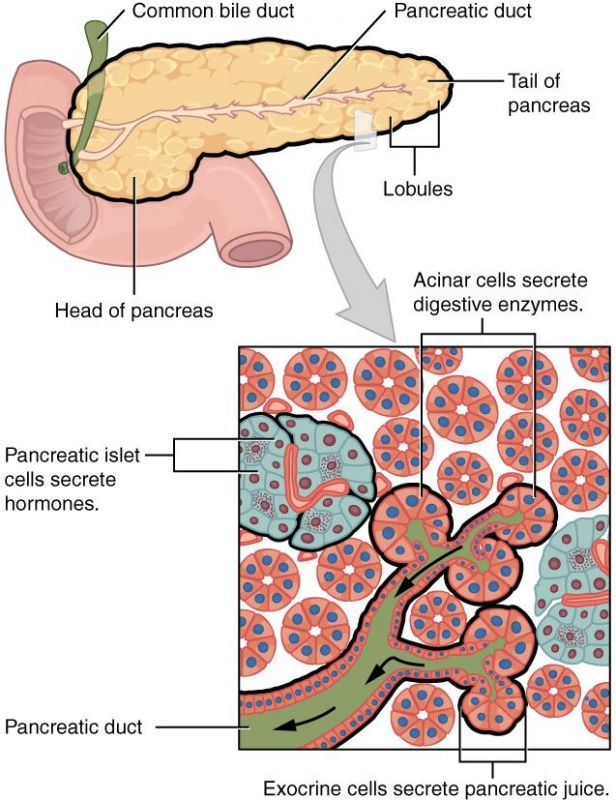 Common bile duct
Pancreatic duct
Tail of
pancreas
Lobules
Head of pancreas
Acinar cells secrete
digestive enzymes.
Pancreatic islet
cells secrete
hormones.
Pancreatic duct
Exocrine cells secrete pancreatic juice.